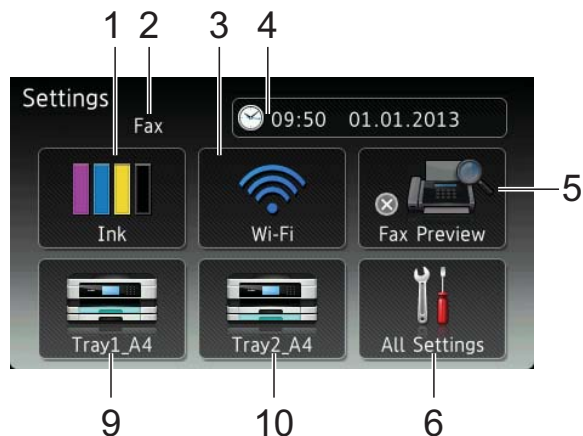 1 2 3 4
Settings
Fax
09:50 01.01.2013
5
Ink Wi-Fi Fax Preview
Tray1_A4 Tray2_A4 All Settings
9 10 6